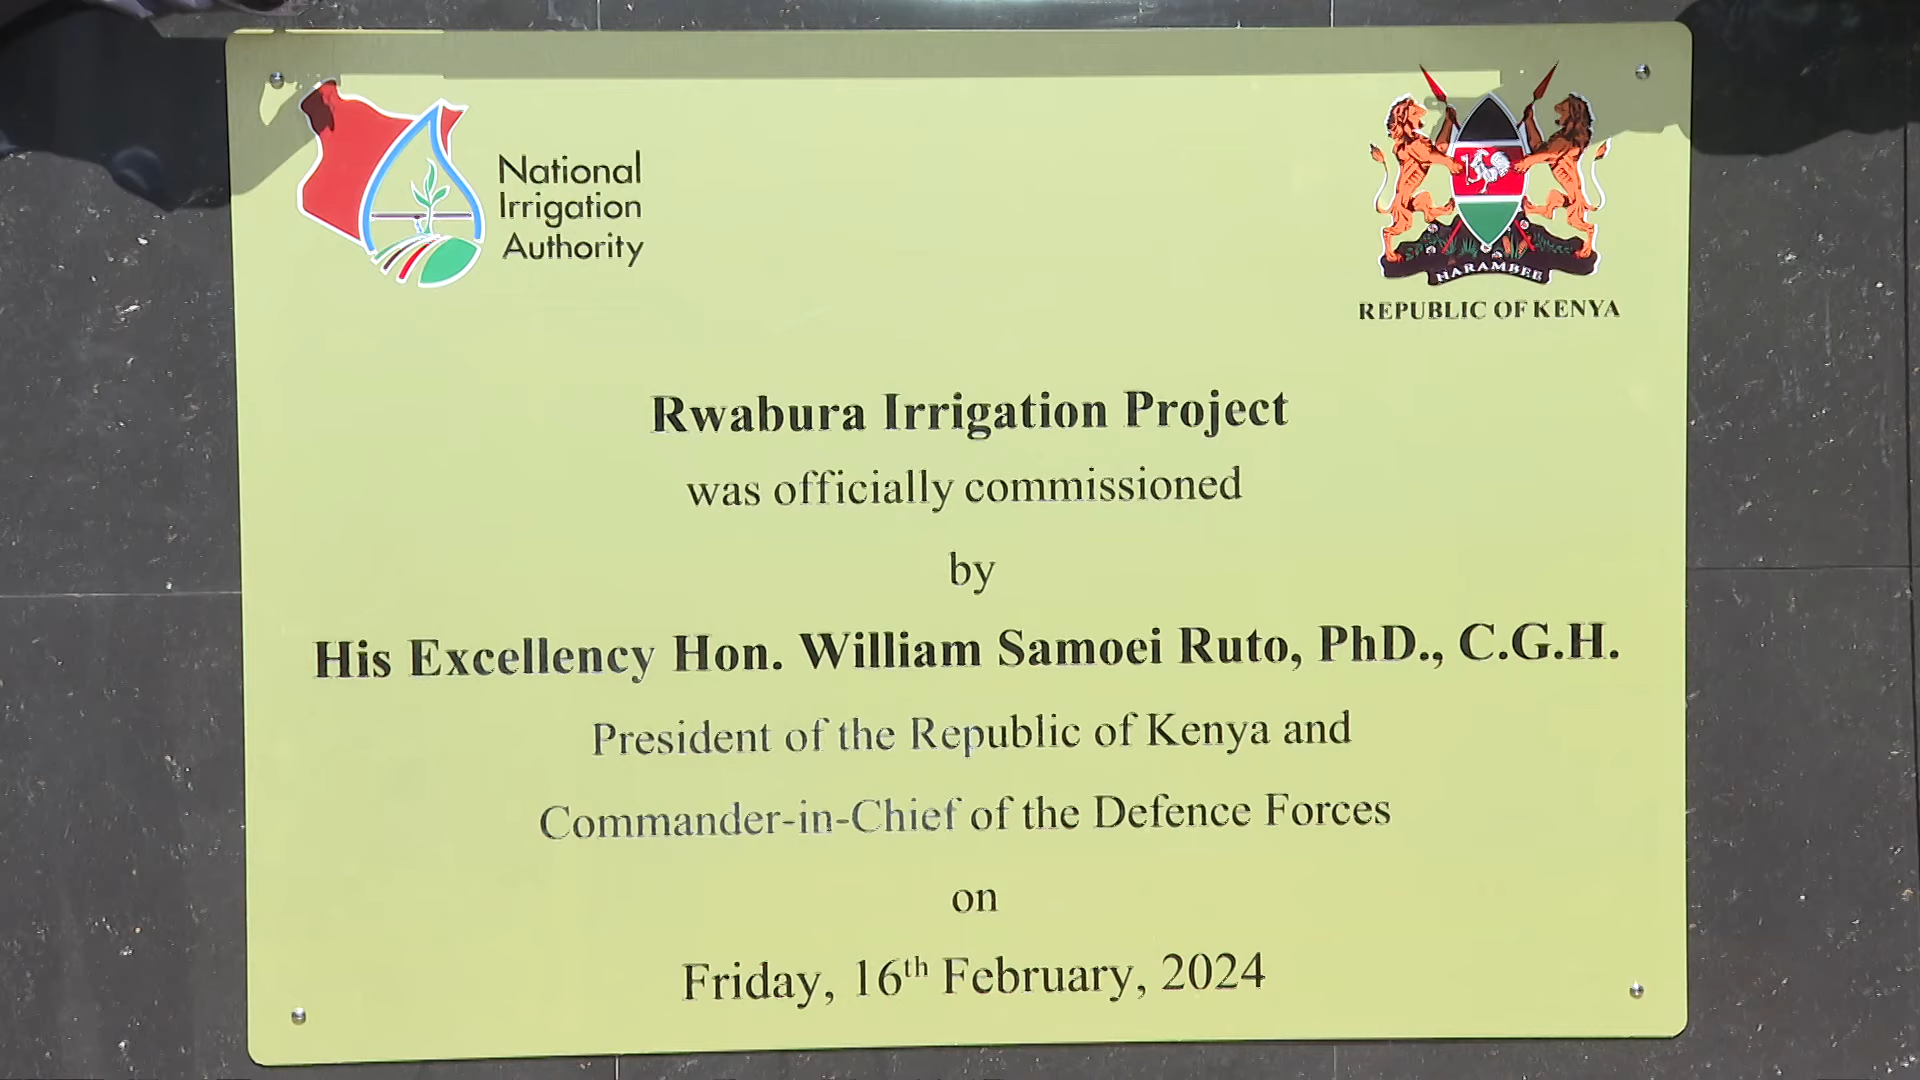 National
Irrigation
Authority
HARAMBEE
REPUBLIC OF KENYA
Rwabura Irrigation Project
was officially commissioned
by
His Excellency Hon. William Samoei Ruto, PhD., C.G.H.
President of the Republic of Kenya and
Commander-in-Chief of the Defence Forces
on
Friday, 16th February, 2024